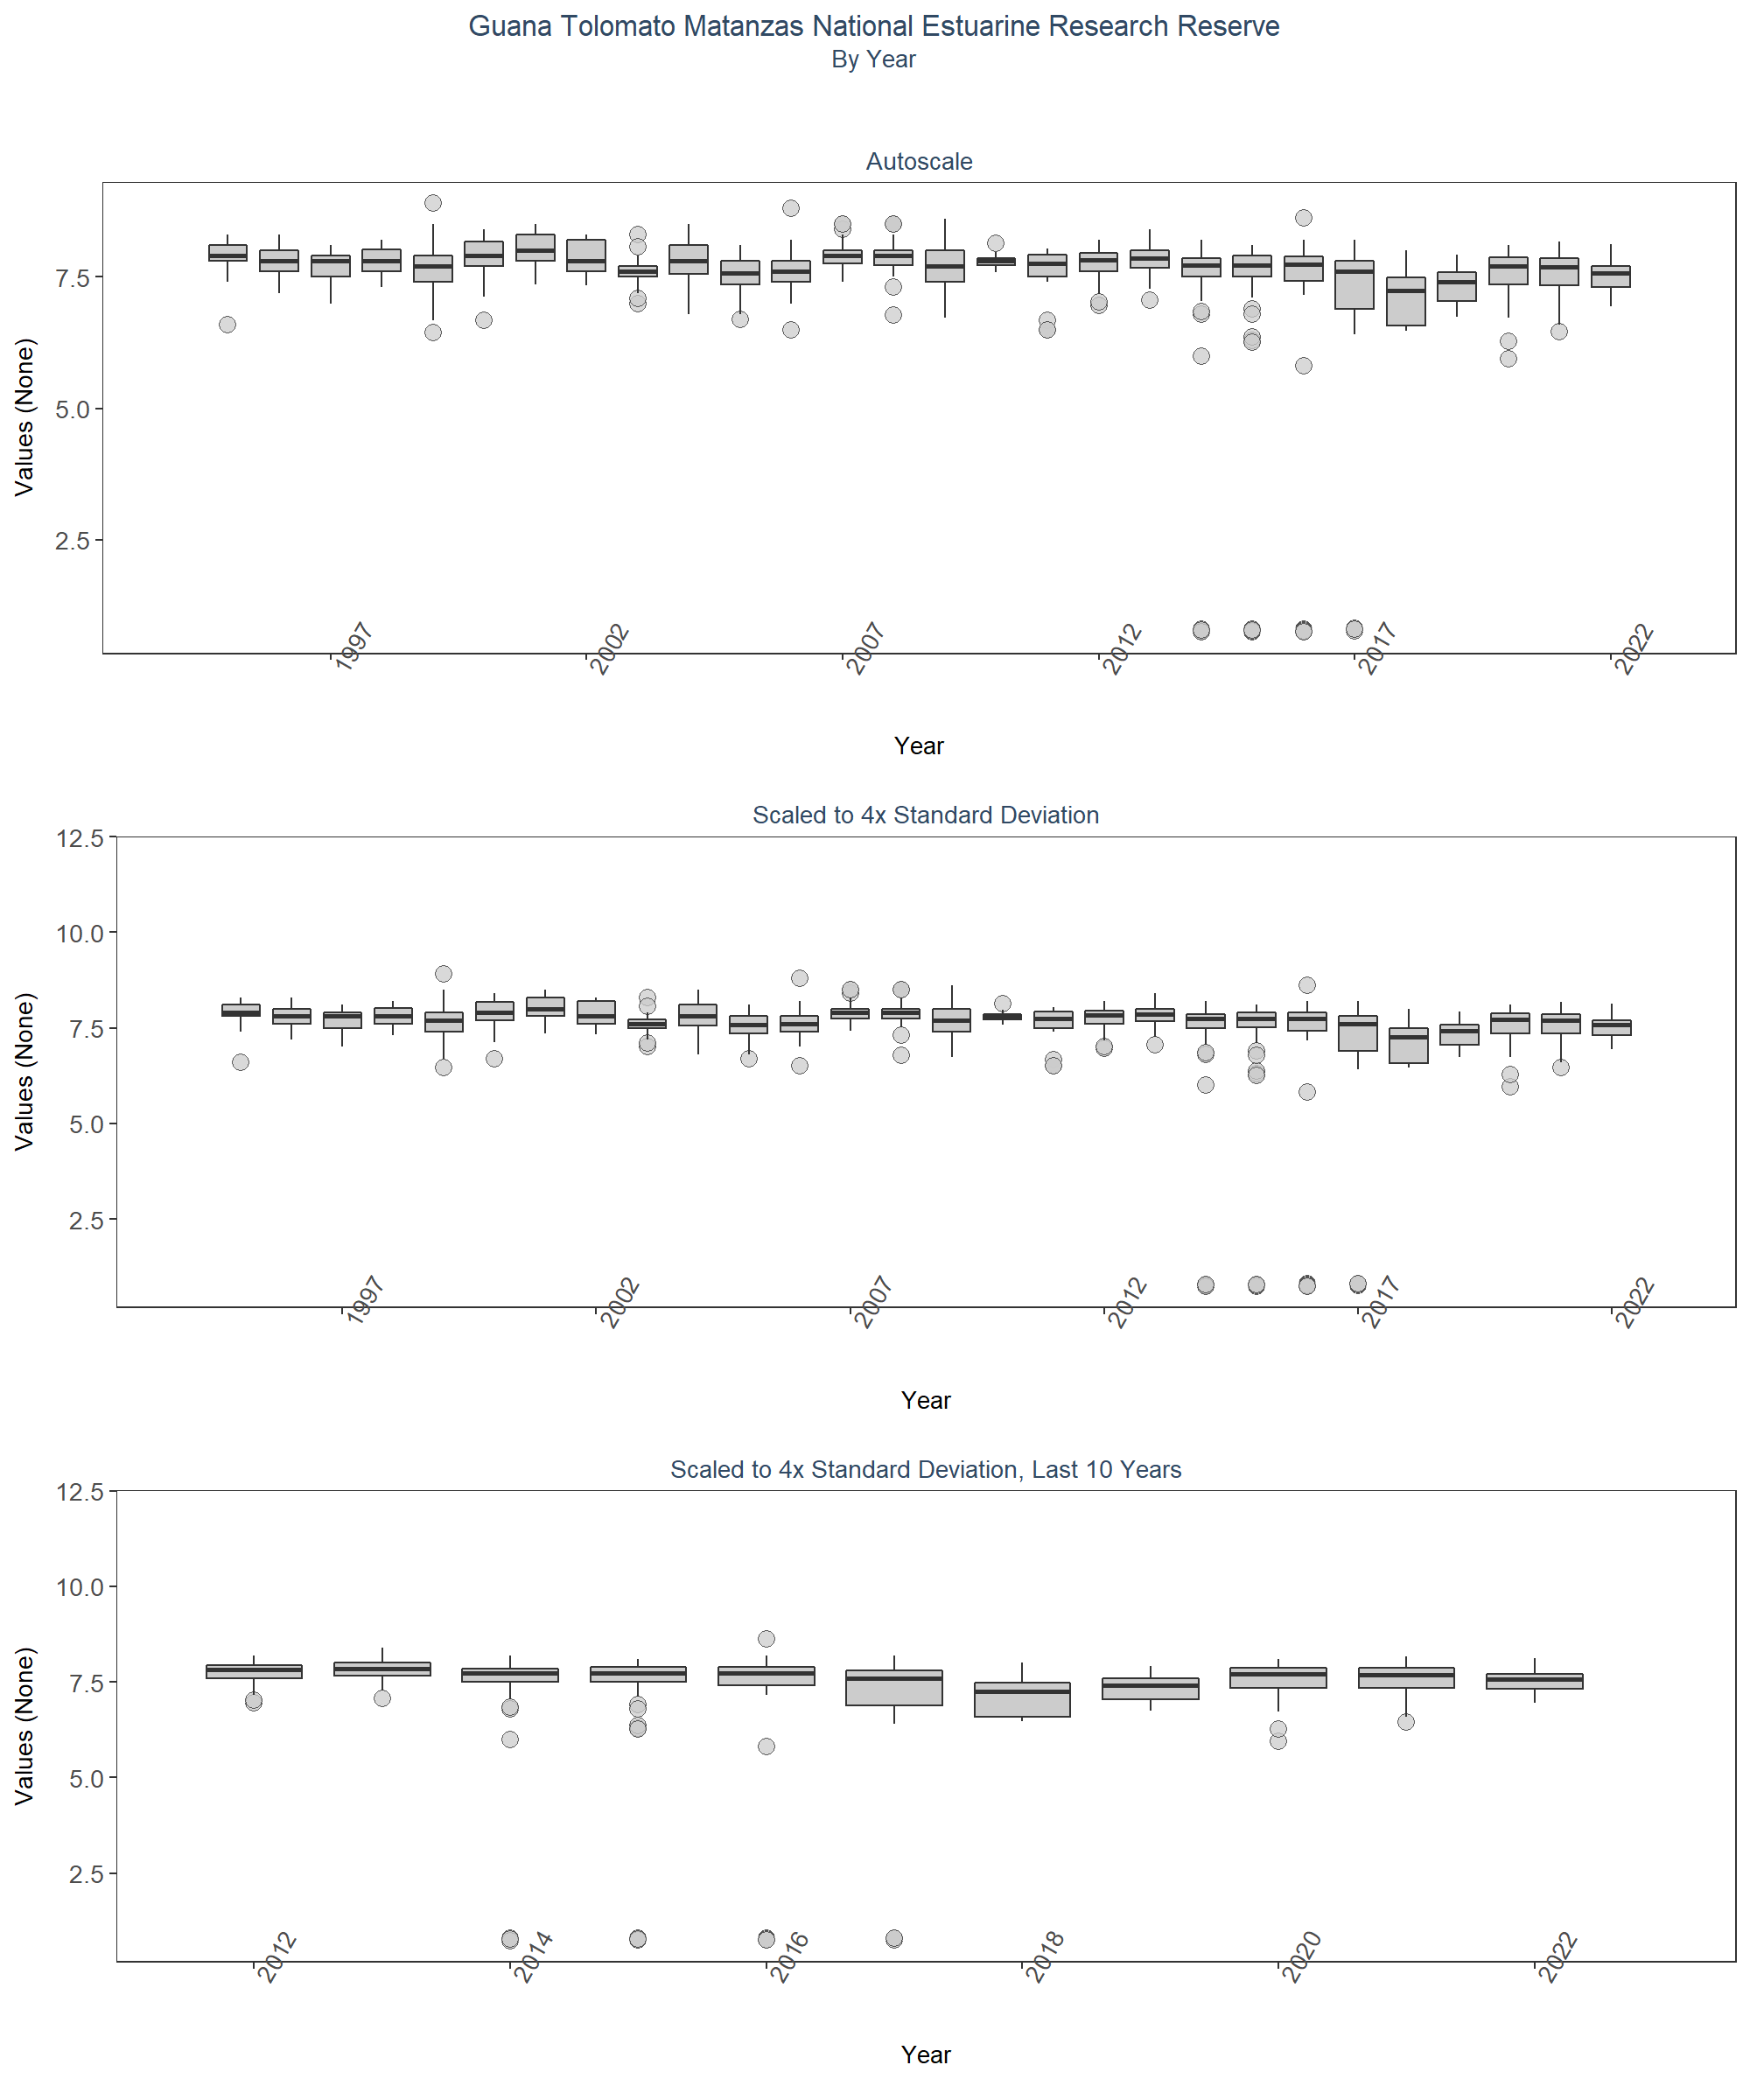 Guana Tolomato Matanzas National Estuarine Research Reserve
By Year
Autoscale
Values (None)
7.5
5.0
2.5
1997 2002 2007 2012 2017 2022
Year
Scaled to 4x Standard Deviation
Values (None)
12.5
10.0
7.5
5.0
2.5
1997 2002 2007 2012 2017 2022
Year
Scaled to 4x Standard Deviation, Last 10 Years
Values (None)
12.5
10.0
7.5
5.0
2.5
2012 2014 2016 2018 2020 2022
Year